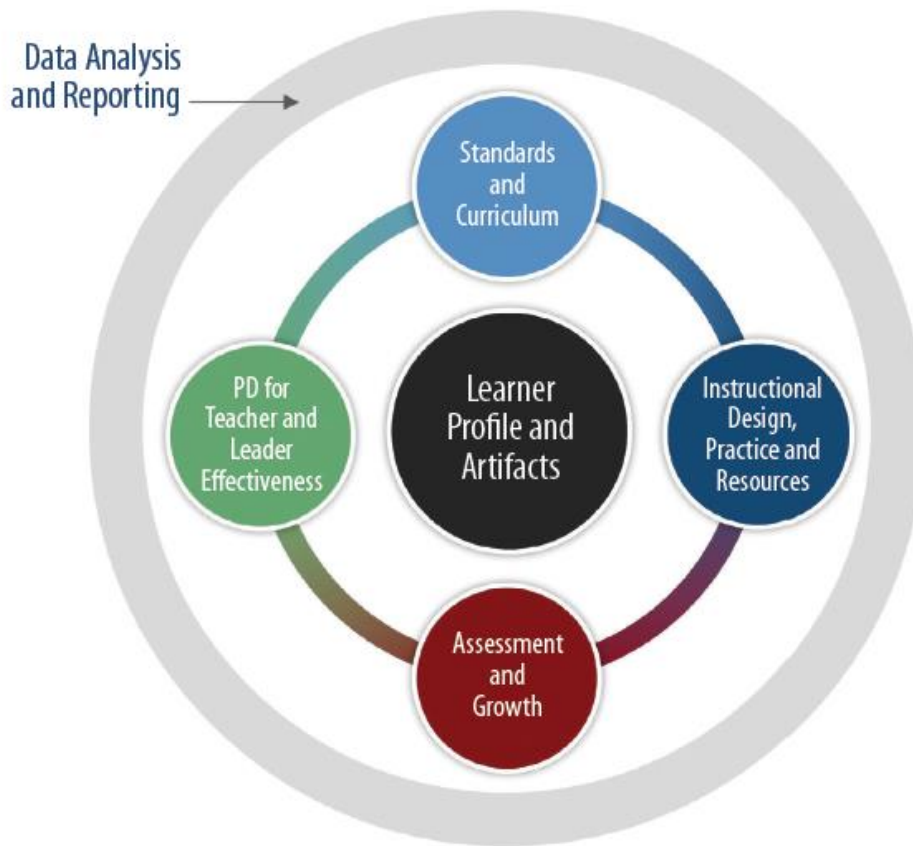 Data Analysis
and Reporting
Standards
and
Curriculum
PD for
Teacher and
Leader
Effectiveness
Learner
Profile and
Artifacts
Instructional
Design,
Practice and
Resources
Assessment
and
Growth